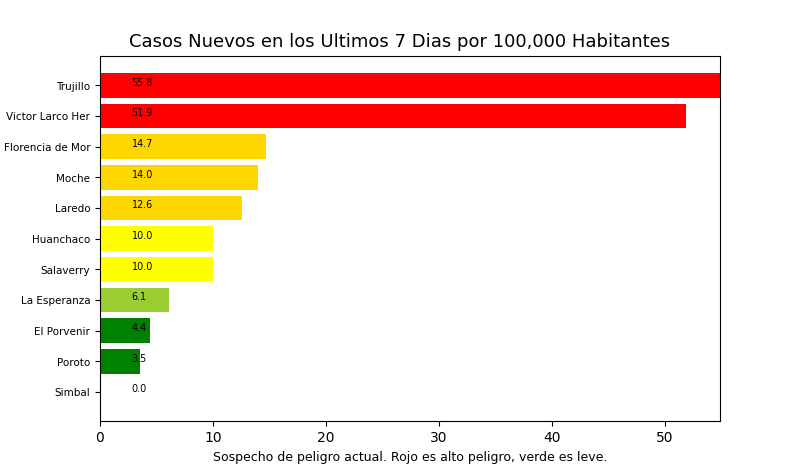 Casos Nuevos en los Ultimos 7 Dias por 100,000 Habitantes
Trujillo 55.8
Victor Larco Her 51.9
Florencia de Mor 14.7
Moche 14.0
Laredo 12.6
Huanchaco 10.0
Salaverry 10.0
La Esperanza 6.1
El Porvenir 4.4
Poroto 3.5
Simbal 0.0
0 10 20 30 40 50
Sospecho de peligro actual. Rojo es alto peligro, verde es leve.